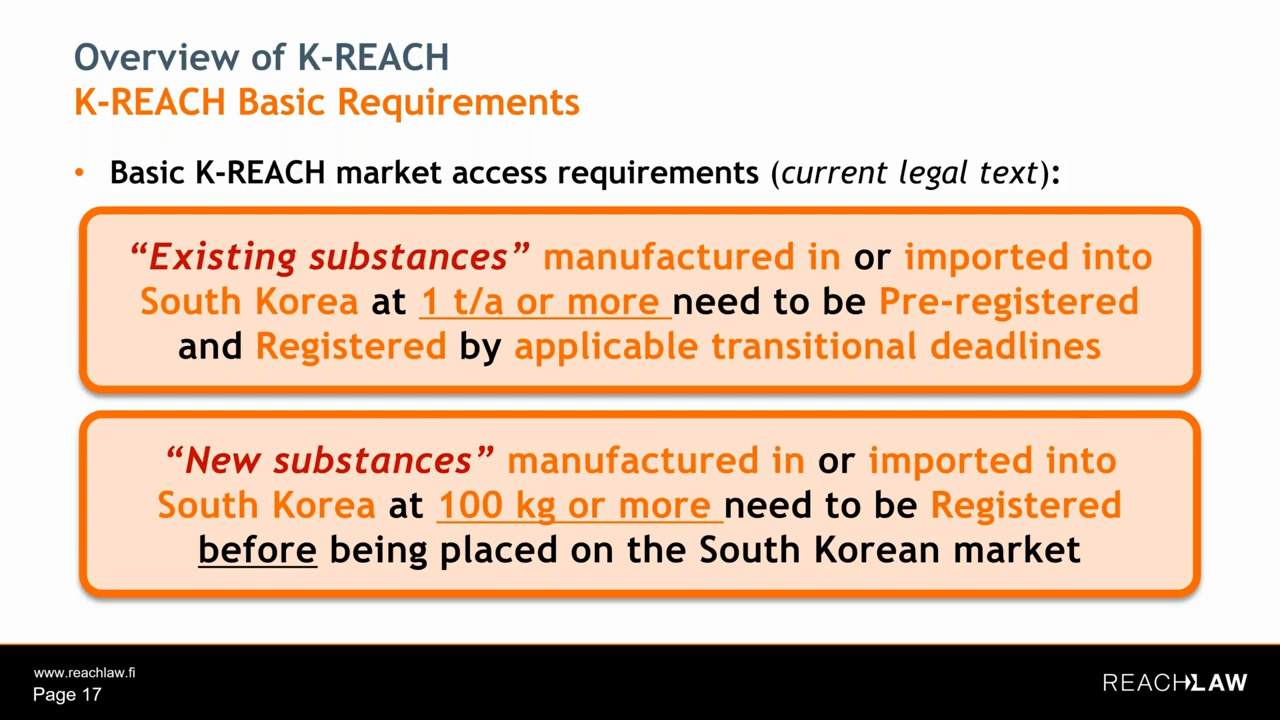 Overview of K-REACH
K-REACH Basic Requirements
• Basic K-REACH market access requirements (current legal text):
“Existing substances” manufactured in or imported into
South Korea at 1 t/a or more need to be Pre-registered
and Registered by applicable transitional deadlines
“New substances” manufactured in or imported into
South Korea at 100 kg or more need to be Registered
before being placed on the South Korean market
www.reachlaw.fi
Page 17
REACHLAW